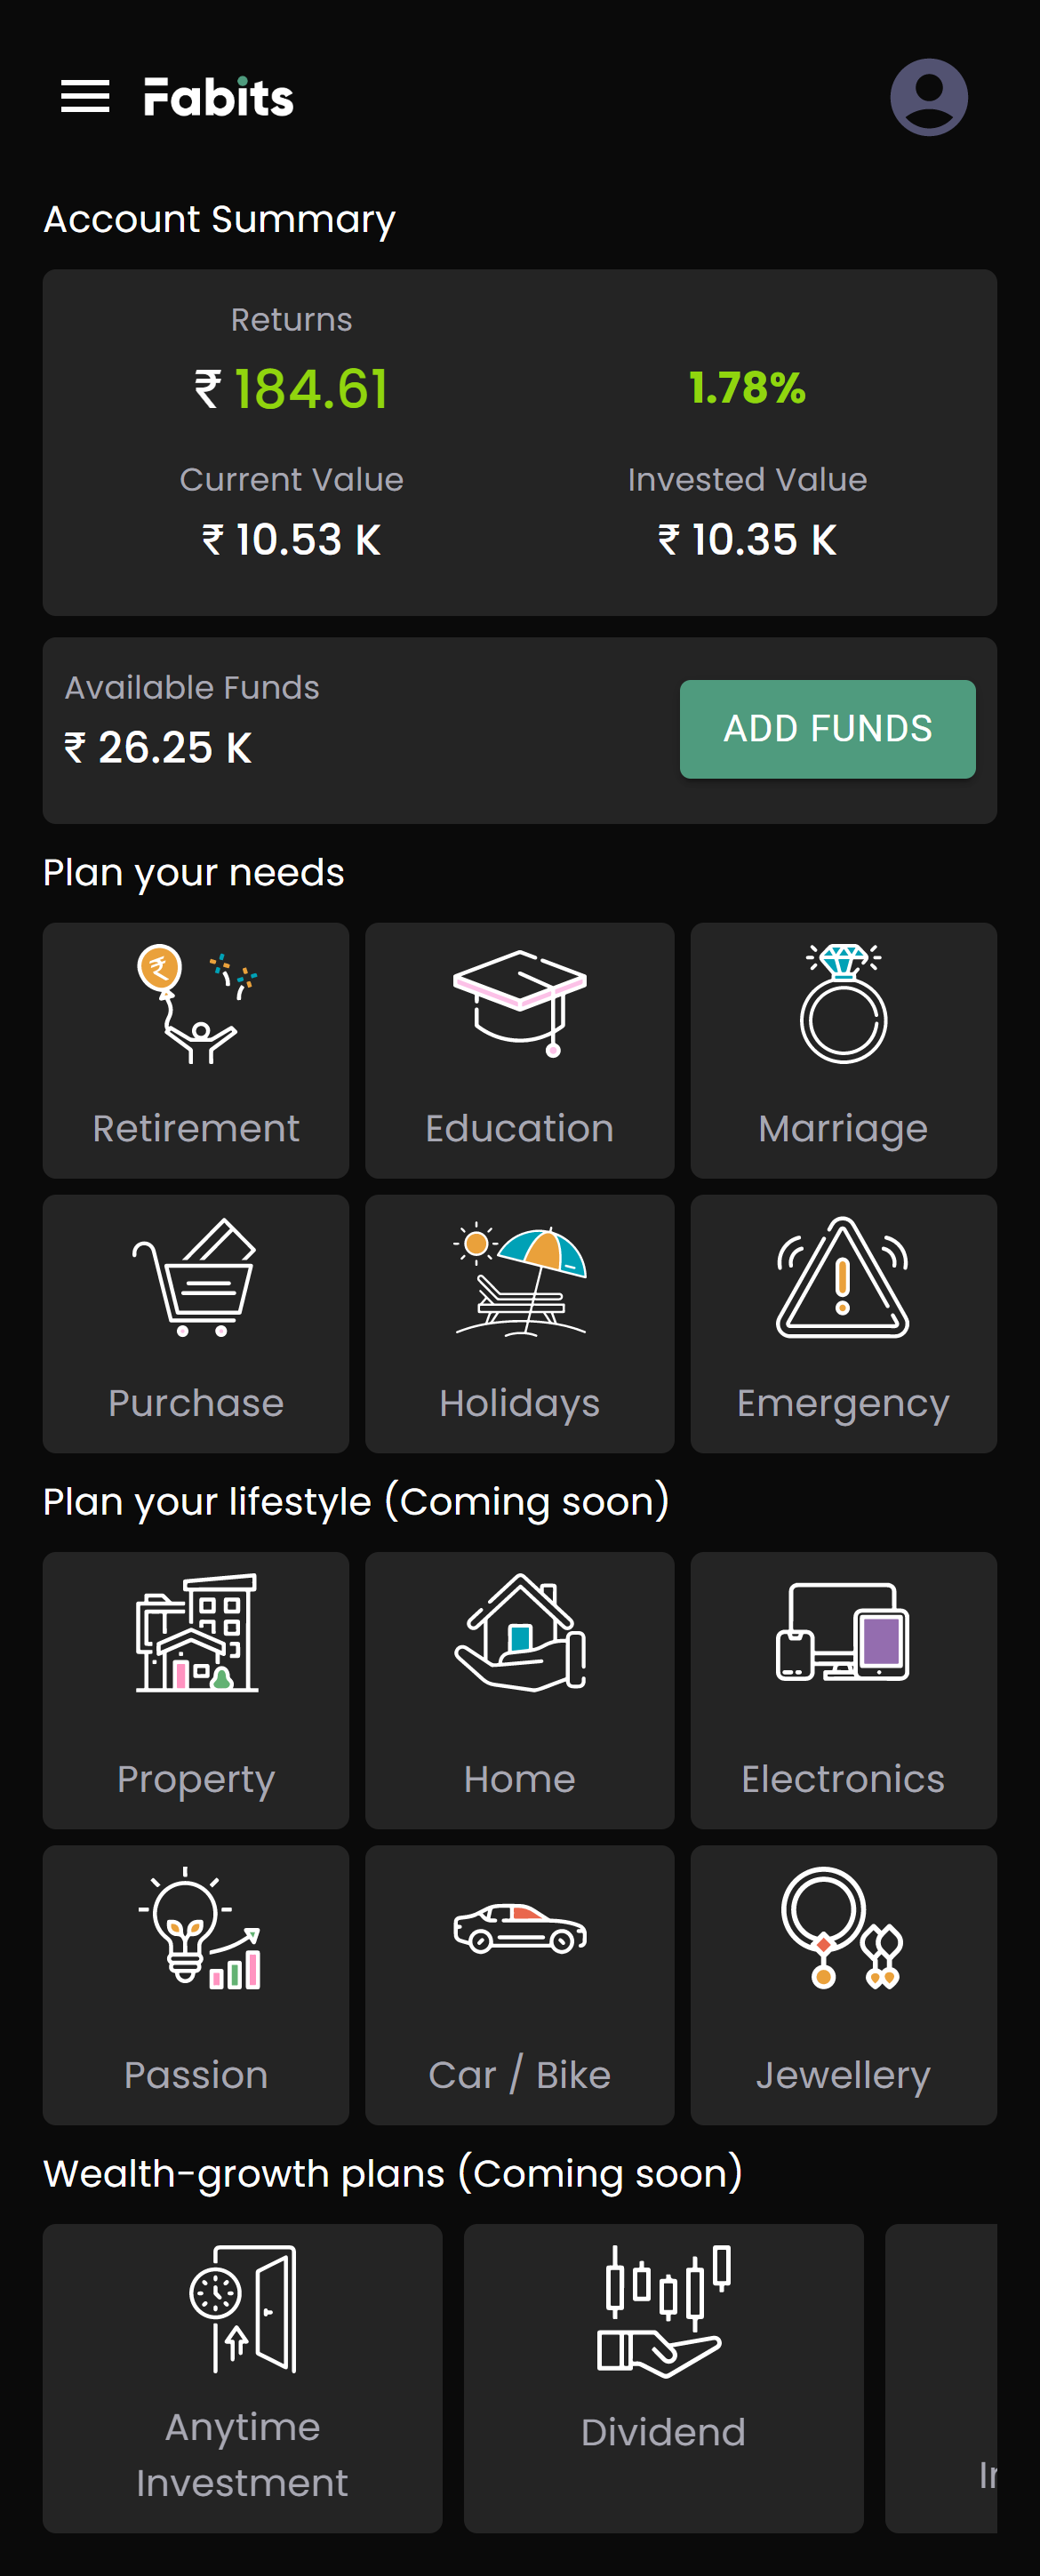 Fabits
Account Summary
Returns
₹ 184.61
1.78%
Current Value
Invested Value
₹ 10.53 K
₹ 10.35 K
Available Funds
₹ 26.25 K
ADD FUNDS
Plan your needs
₹
Retirement
Education
Marriage
Purchase
Holidays
Emergency
Plan your lifestyle (Coming soon)
Property
Home
Electronics
Passion
Car / Bike
Jewellery
Wealth-growth plans (Coming soon)
Anytime
Investment
Dividend